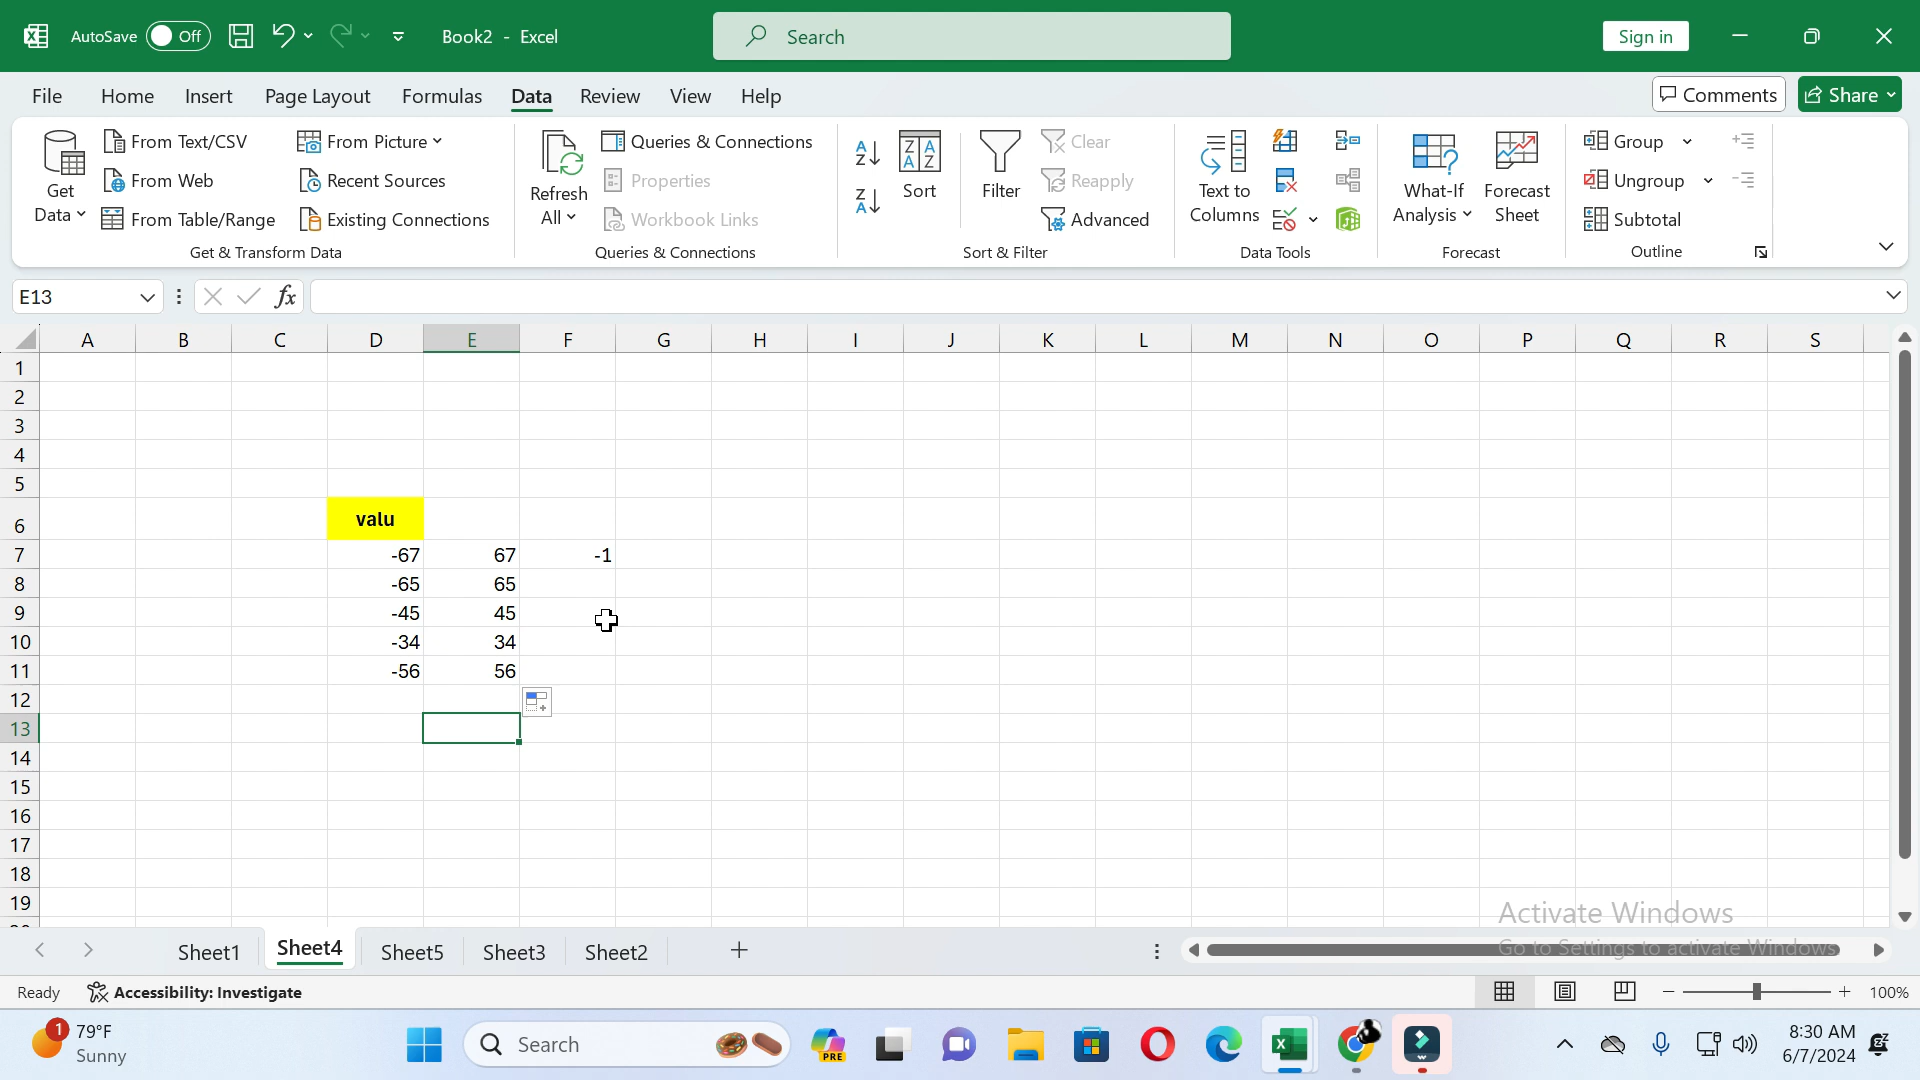 AutoSave Off Book2 - Excel Search Sign in
File Home Insert Page Layout Formulas Data Review View Help Comments Share
Get Data
From Text/CSV
From Web
From Table/Range
From Picture
Recent Sources
Existing Connections
Get & Transform Data
Refresh All
Queries & Connections
Properties
Workbook Links
Queries & Connections
Sort
Filter
Clear
Reapply
Advanced
Sort & Filter
Text to Columns
Data Tools
What-If Analysis
Forecast Sheet
Forecast
Group
Ungroup
Subtotal
Outline
E13 fx
A B C D E F G H I J K L M N O P Q R S
1
2
3
4
5
6 valu
7 -67 67 -1
8 -65 65
9 -45 45
10 -34 34
11 -56 56
12
13
14
15
16
17
18
19
Activate Windows
Go to Settings to activate Windows.
Sheet1 Sheet4 Sheet5 Sheet3 Sheet2
Ready Accessibility: Investigate 100%
1 79°F
Sunny
Search
PRE
8:30 AM
6/7/2024